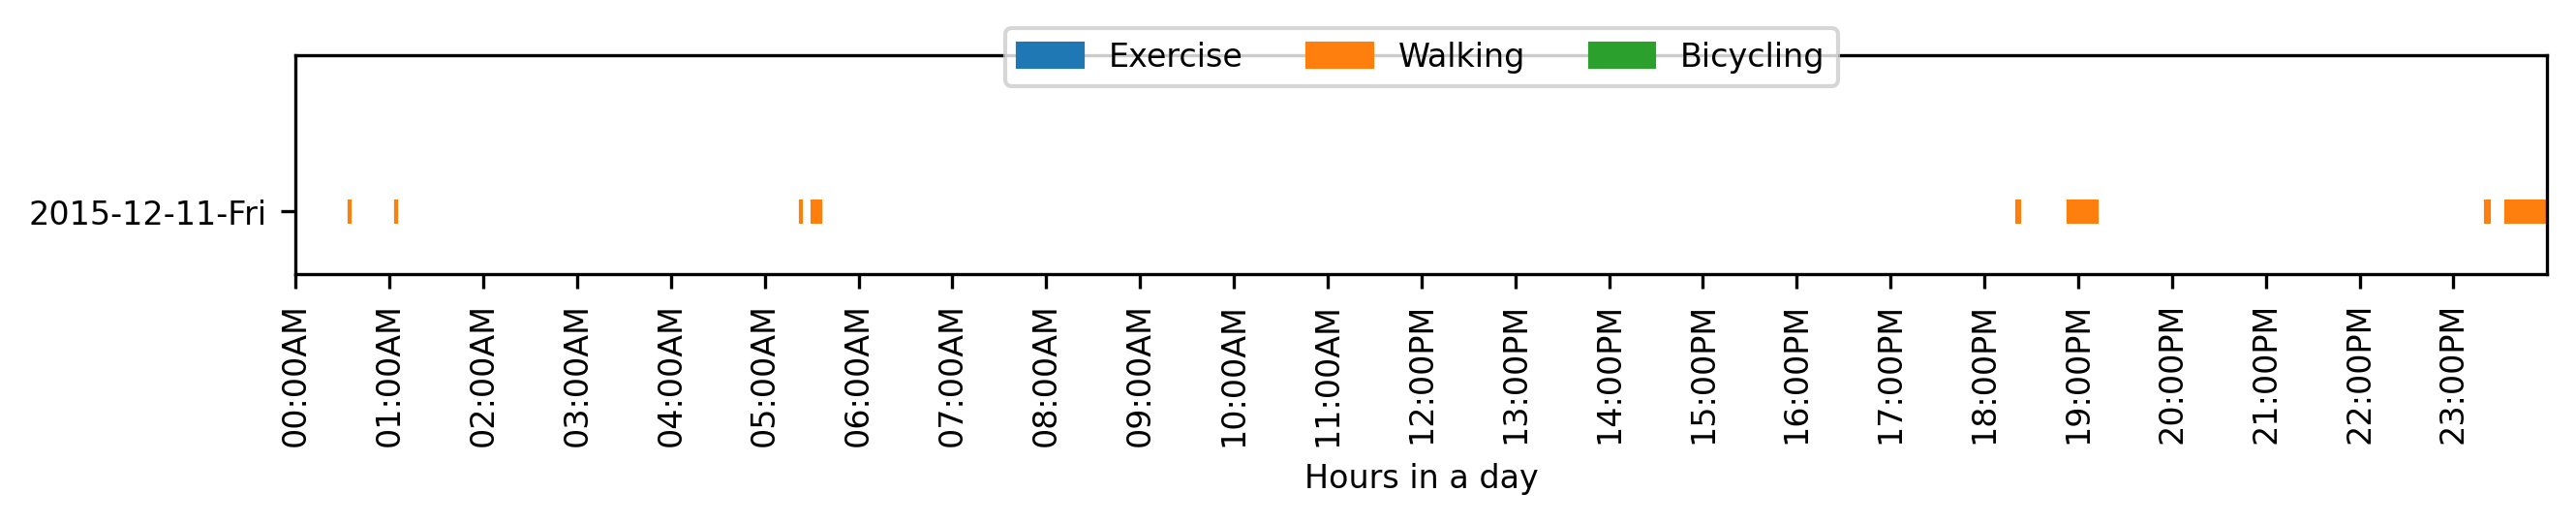 Exercise Walking Bicycling
2015-12-11-Fri
00:00AM 01:00AM 02:00AM 03:00AM 04:00AM 05:00AM 06:00AM 07:00AM 08:00AM 09:00AM 10:00AM 11:00AM 12:00PM 13:00PM 14:00PM 15:00PM 16:00PM 17:00PM 18:00PM 19:00PM 20:00PM 21:00PM 22:00PM 23:00PM
Hours in a day